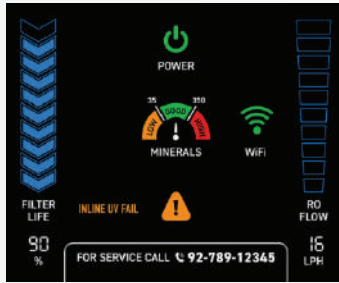 POWER
35 350
LOW GOOD HIGH
MINERALS WiFi
FILTER LIFE
INLINE UV FAIL
RO FLOW
90 %
FOR SERVICE CALL 92-789-12345
16 LPH